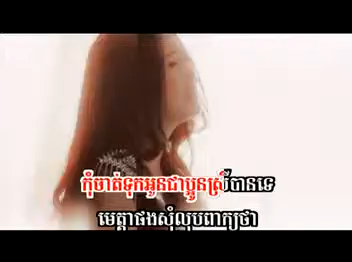 កុំចាត់ទុកអូនជាប្អូនស្រីបានទេ
មេត្តាផងសុំលុបពាក្យថា